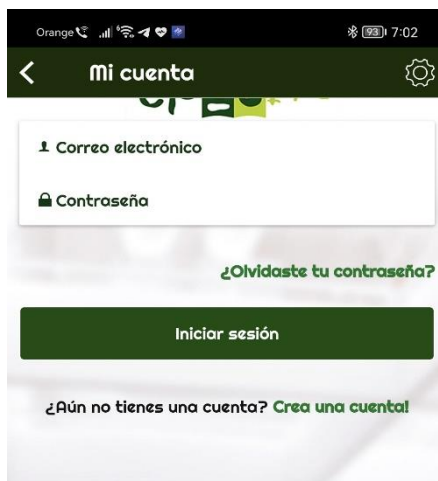 Orange 93 7:02
Mi cuenta
Correo electrónico
Contraseña
¿Olvidaste tu contraseña?
Iniciar sesión
¿Aún no tienes una cuenta? Crea una cuenta!